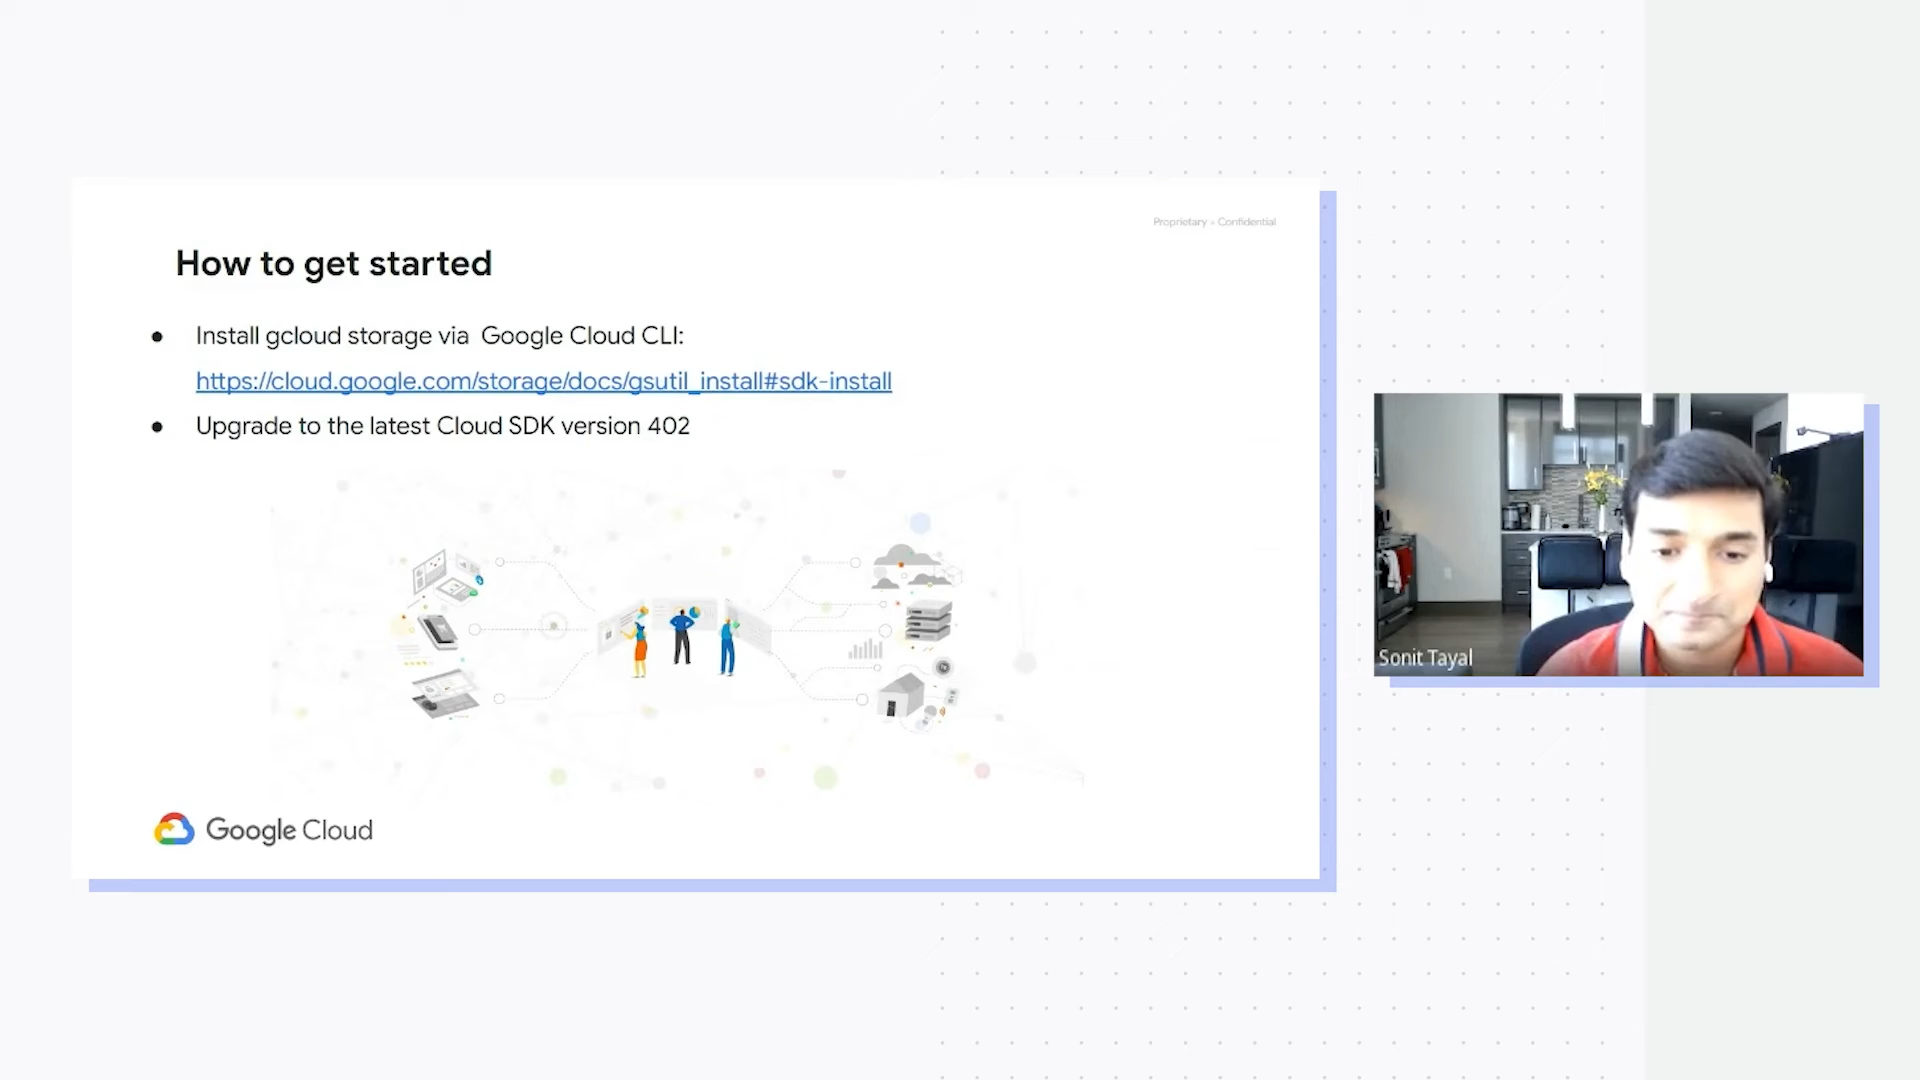 Proprietary + Confidential
How to get started
● Install gcloud storage via Google Cloud CLI:
https://cloud.google.com/storage/docs/gsutil_install#sdk-install
● Upgrade to the latest Cloud SDK version 402
Google Cloud
Sonit Tayal